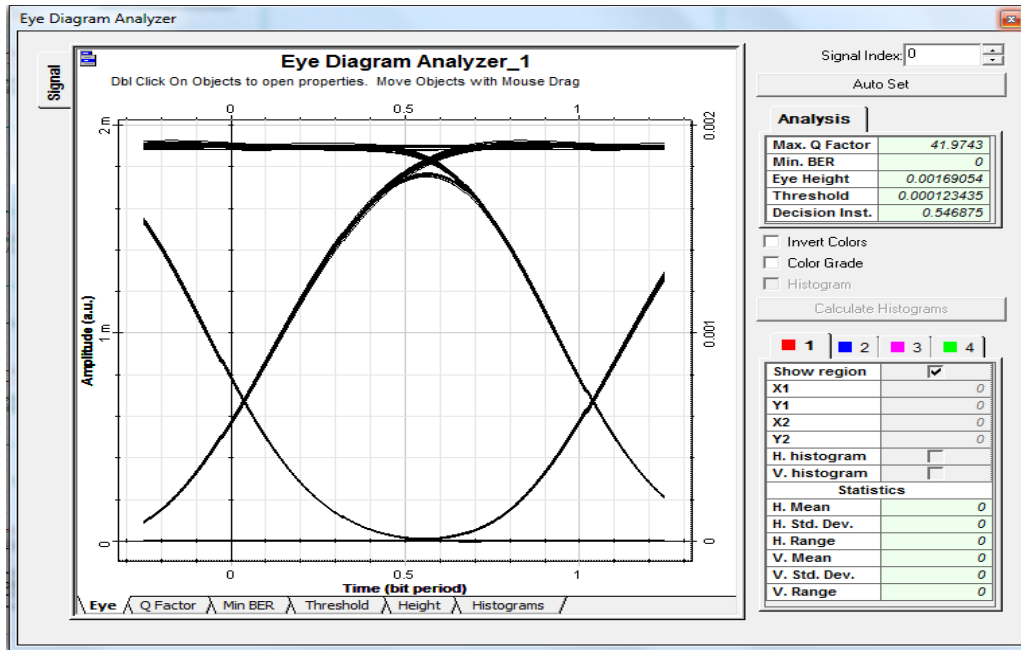 Eye Diagram Analyzer
Signal
Eye Diagram Analyzer_1
Dbl Click On Objects to open properties. Move Objects with Mouse Drag
0 0.5 1
2 m
1 m
0
0.002
0.001
0
Amplitude (a.u.)
0 0.5 1
Time (bit period)
Eye Q Factor Min BER Threshold Height Histograms
Signal Index: 0
Auto Set
Analysis
Max. Q Factor 41.9743
Min. BER 0
Eye Height 0.00169054
Threshold 0.000123435
Decision Inst. 0.546875
Invert Colors
Color Grade
Histogram
Calculate Histograms
1 2 3 4
Show region
X1 0
Y1 0
X2 0
Y2 0
H. histogram
V. histogram
Statistics
H. Mean 0
H. Std. Dev. 0
H. Range 0
V. Mean 0
V. Std. Dev. 0
V. Range 0